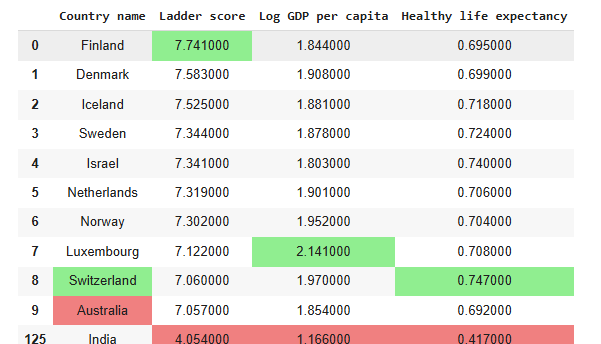 Country name Ladder score Log GDP per capita Healthy life expectancy
0 Finland 7.741000 1.844000 0.695000
1 Denmark 7.583000 1.908000 0.699000
2 Iceland 7.525000 1.881000 0.718000
3 Sweden 7.344000 1.878000 0.724000
4 Israel 7.341000 1.803000 0.740000
5 Netherlands 7.319000 1.901000 0.706000
6 Norway 7.302000 1.952000 0.704000
7 Luxembourg 7.122000 2.141000 0.708000
8 Switzerland 7.060000 1.970000 0.747000
9 Australia 7.057000 1.854000 0.692000
125 India 4.054000 1.166000 0.417000